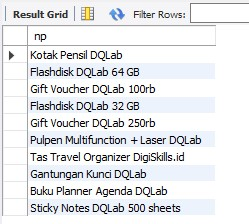 Result Grid Filter Rows:
np
Kotak Pensil DQLab
Flashdisk DQLab 64 GB
Gift Voucher DQLab 100rb
Flashdisk DQLab 32 GB
Gift Voucher DQLab 250rb
Pulpen Multifunction + Laser DQLab
Tas Travel Organizer DigiSkills.id
Gantungan Kunci DQLab
Buku Planner Agenda DQLab
Sticky Notes DQLab 500 sheets